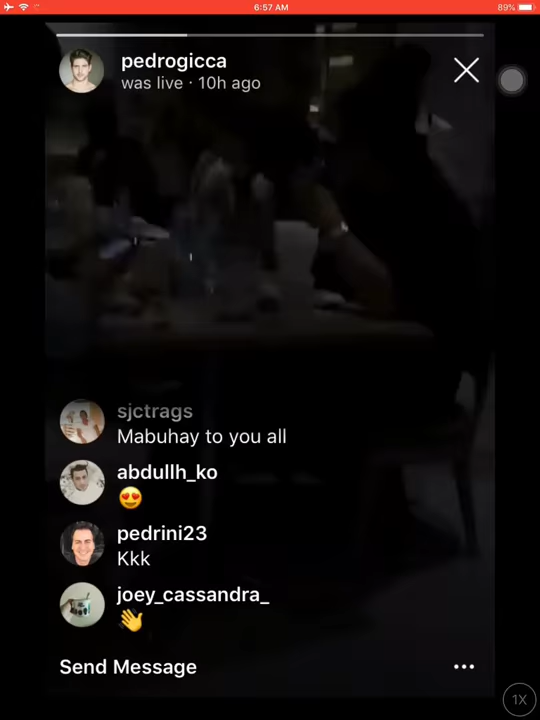 6:57 AM
89%
pedrogicca
was live · 10h ago
sjctrags
Mabuhay to you all
abdullh_ko
😍
pedrini23
Kkk
joey_cassandra_
👋
Send Message
1X